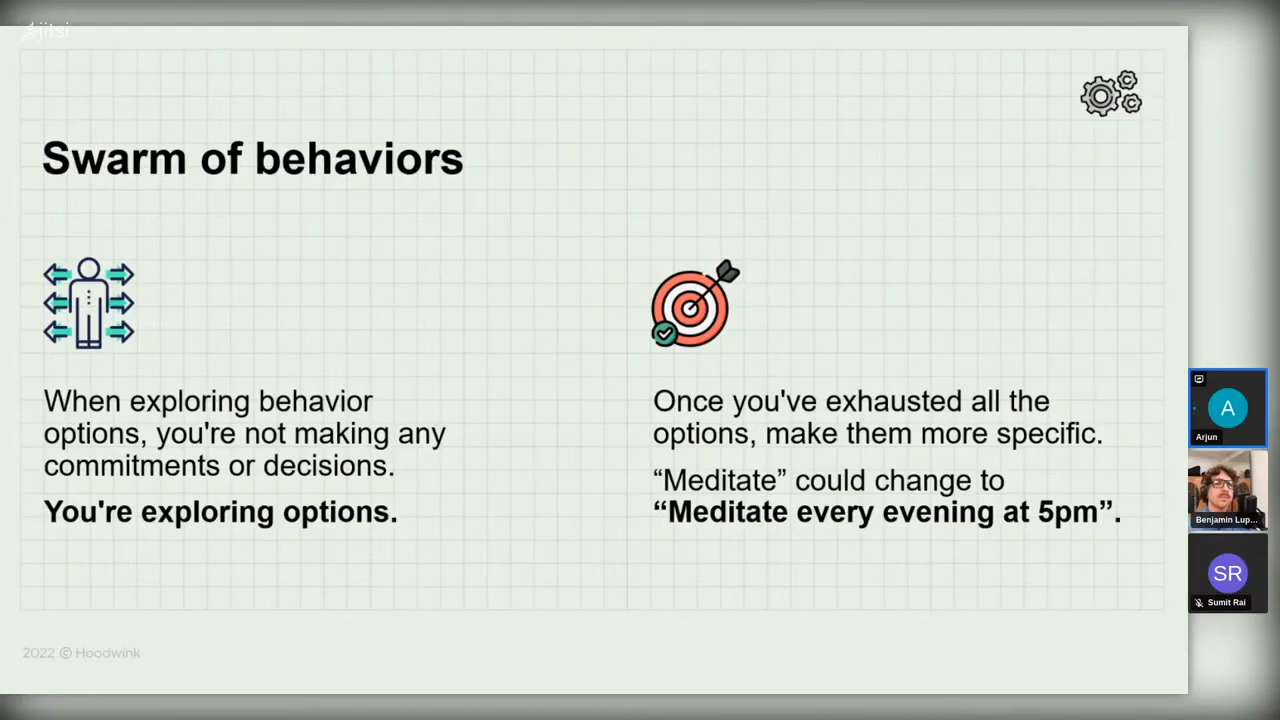 jitsi
Swarm of behaviors
When exploring behavior
options, you're not making any
commitments or decisions.
You're exploring options.
Once you've exhausted all the
options, make them more specific.
“Meditate” could change to
“Meditate every evening at 5pm”.
2022 © Hoodwink
A
Arjun
Benjamin Lup...
SR
Sumit Rai